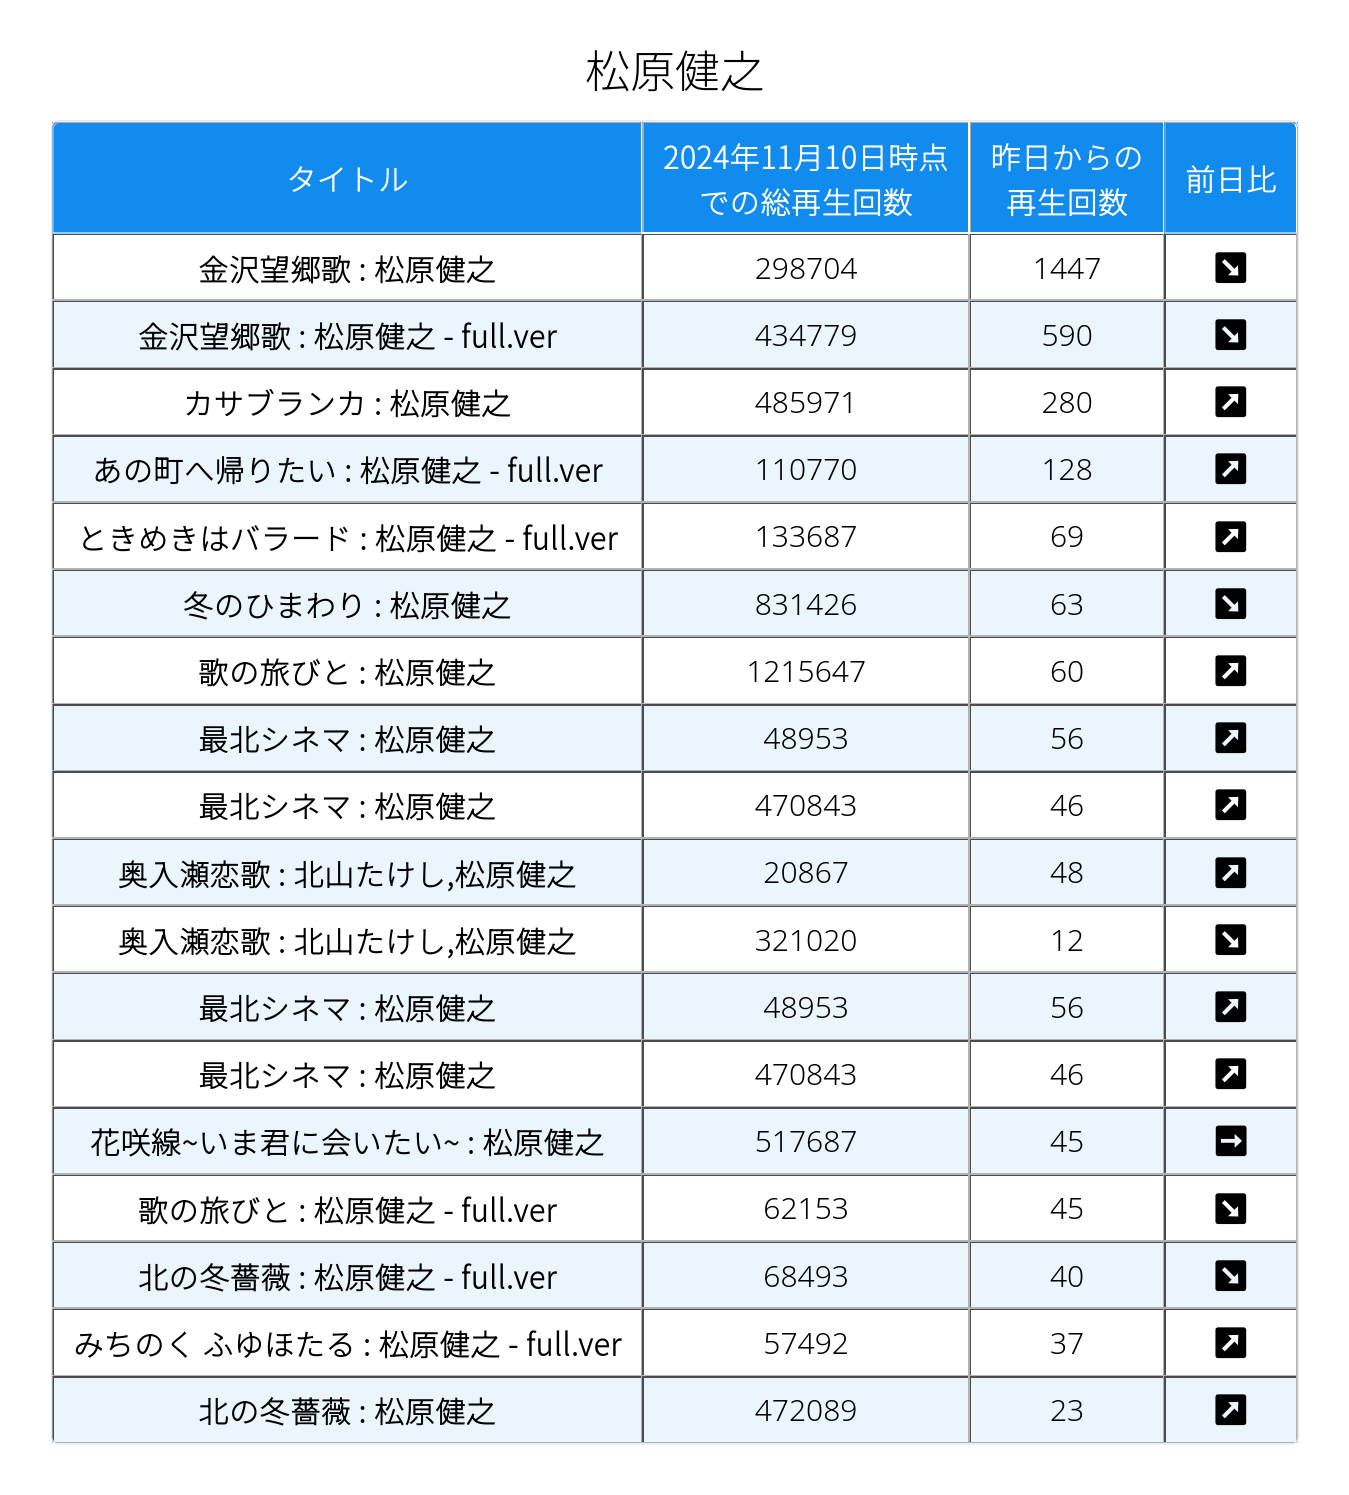 松原健之
タイトル
2024年11月10日時点
での総再生回数
昨日からの
再生回数
前日比
金沢望郷歌 : 松原健之 298704 1447 ↘
金沢望郷歌 : 松原健之 - full.ver 434779 590 ↘
カサブランカ : 松原健之 485971 280 ↗
あの町へ帰りたい : 松原健之 - full.ver 110770 128 ↗
ときめきはバラード : 松原健之 - full.ver 133687 69 ↗
冬のひまわり : 松原健之 831426 63 ↘
歌の旅びと : 松原健之 1215647 60 ↗
最北シネマ : 松原健之 48953 56 ↗
最北シネマ : 松原健之 470843 46 ↗
奥入瀬恋歌 : 北山たけし,松原健之 20867 48 ↗
奥入瀬恋歌 : 北山たけし,松原健之 321020 12 ↘
最北シネマ : 松原健之 48953 56 ↗
最北シネマ : 松原健之 470843 46 ↗
花咲線~いま君に会いたい~ : 松原健之 517687 45 →
歌の旅びと : 松原健之 - full.ver 62153 45 ↘
北の冬薔薇 : 松原健之 - full.ver 68493 40 ↘
みちのく ふゆほたる : 松原健之 - full.ver 57492 37 ↗
北の冬薔薇 : 松原健之 472089 23 ↗